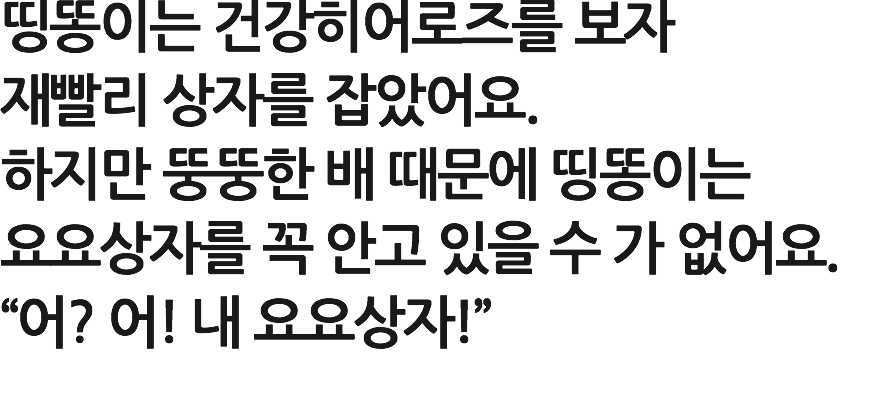 띵똥이는 건강히어로즈를 보자
재빨리 상자를 잡았어요.
하지만 뚱뚱한 배 때문에 띵똥이는
요요상자를 꼭 안고 있을 수 가 없어요.
“어? 어! 내 요요상자!”